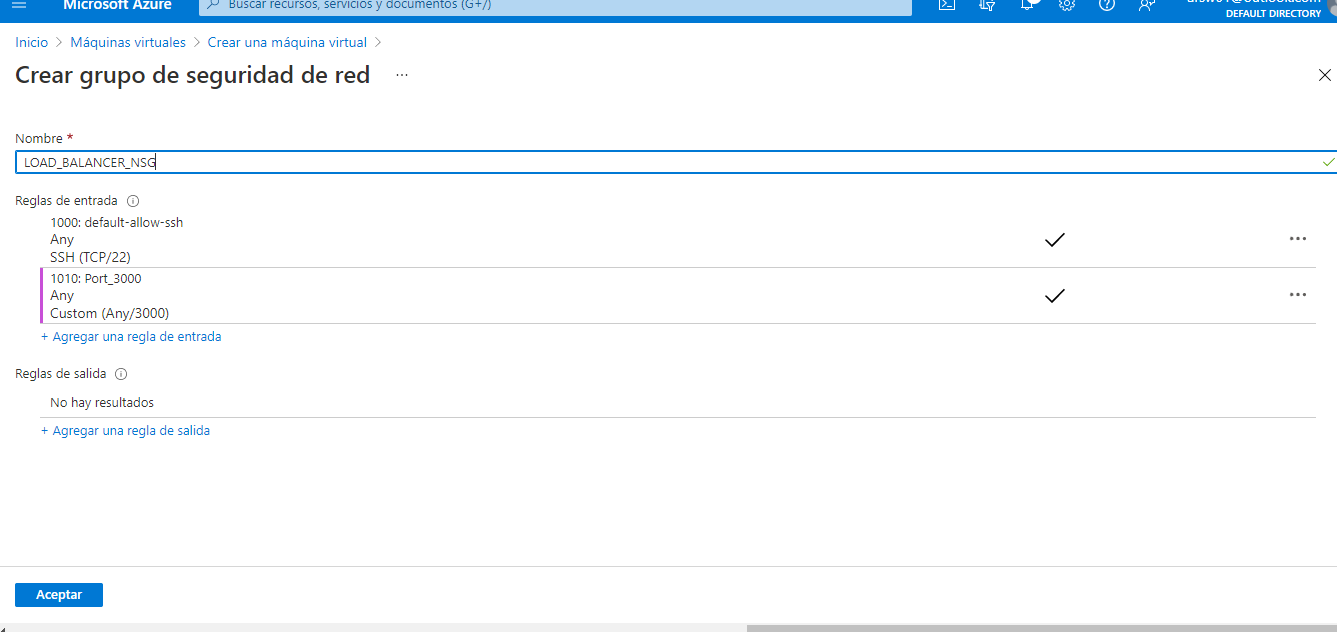 Microsoft Azure
Buscar recursos, servicios y documentos (G+/)
DEFAULT DIRECTORY
Inicio > Máquinas virtuales > Crear una máquina virtual >
Crear grupo de seguridad de red ...
Nombre *
LOAD_BALANCER_NSG
Reglas de entrada
1000: default-allow-ssh
Any
SSH (TCP/22)
1010: Port_3000
Any
Custom (Any/3000)
+ Agregar una regla de entrada
Reglas de salida
No hay resultados
+ Agregar una regla de salida
Aceptar